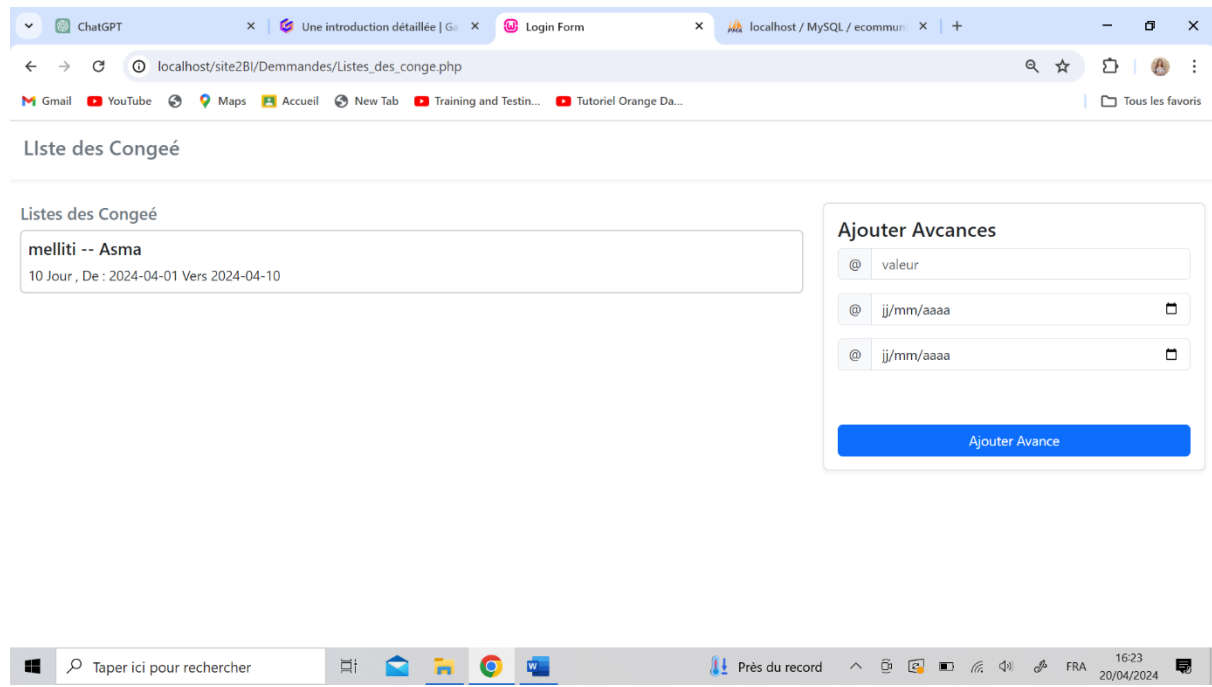 ChatGPT
Une introduction détaillée | Ga
Login Form
localhost / MySQL / ecommun
localhost/site2BI/Demmandes/Listes_des_conge.php
Gmail YouTube Maps Accueil New Tab Training and Testin... Tutoriel Orange Da... Tous les favoris
LIste des Congeé
Listes des Congeé
melliti -- Asma
10 Jour , De : 2024-04-01 Vers 2024-04-10
Ajouter Avcances
@ valeur
@ jj/mm/aaaa
@ jj/mm/aaaa
Ajouter Avance
Taper ici pour rechercher
Près du record
FRA
16:23
20/04/2024